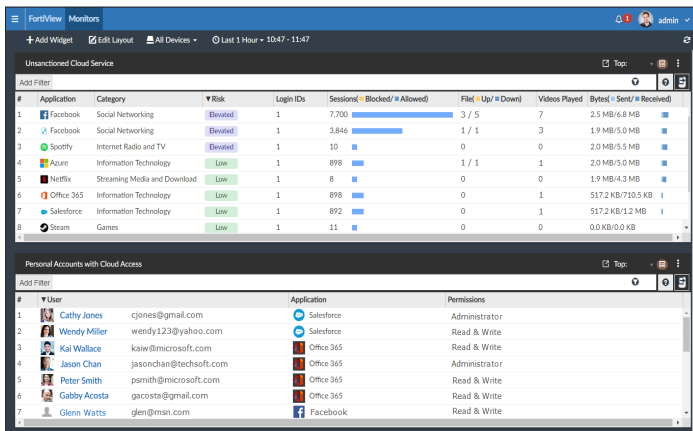 FortiView Monitors 1 admin
Add Widget Edit Layout All Devices Last 1 Hour 10:47 - 11:47
Unsanctioned Cloud Service Top:
Add Filter
# Application Category ▼Risk Login IDs Sessions( Blocked/ Allowed) File( Up/ Down) Videos Played Bytes( Sent/ Received)
1 Facebook Social Networking Elevated 1 7,700 3 / 5 7 2.5 MB/6.8 MB
2 Facebook Social Networking Elevated 1 3,846 1 / 1 3 1.9 MB/5.0 MB
3 Spotify Internet Radio and TV Elevated 1 10 0 0 2.0 MB/5.5 MB
4 Azure Information Technology Low 1 898 1 / 1 1 2.0 MB/5.0 MB
5 Netflix Streaming Media and Download Low 1 8 0 0 1.9 MB/4.3 MB
6 Office 365 Information Technology Low 1 898 0 1 517.2 KB/710.5 KB
7 Salesforce Information Technology Low 1 892 0 1 517.2 KB/1.2 MB
8 Steam Games Low 1 11 0 0 0.0 KB/0.0 KB
Personal Accounts with Cloud Access Top:
Add Filter
# ▼User Application Permissions
1 Cathy Jones cjones@gmail.com Salesforce Administrator
2 Wendy Miller wendy123@yahoo.com Salesforce Read & Write
3 Kai Wallace kaiw@microsoft.com Office 365 Read & Write
4 Jason Chan jasonchan@techsoft.com Office 365 Administrator
5 Peter Smith psmith@microsoft.com Office 365 Read & Write
6 Gabby Acosta gacosta@gmail.com Office 365 Read & Write
7 Glenn Watts glen@msn.com Facebook Read & Write